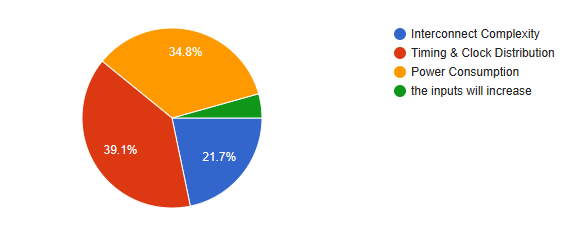 34.8%
39.1%
21.7%
Interconnect Complexity
Timing & Clock Distribution
Power Consumption
the inputs will increase